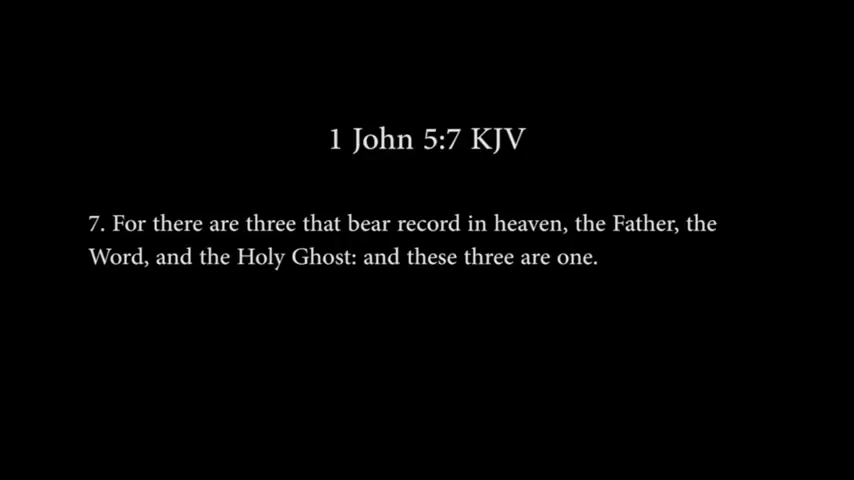 1 John 5:7 KJV
7. For there are three that bear record in heaven, the Father, the
Word, and the Holy Ghost: and these three are one.